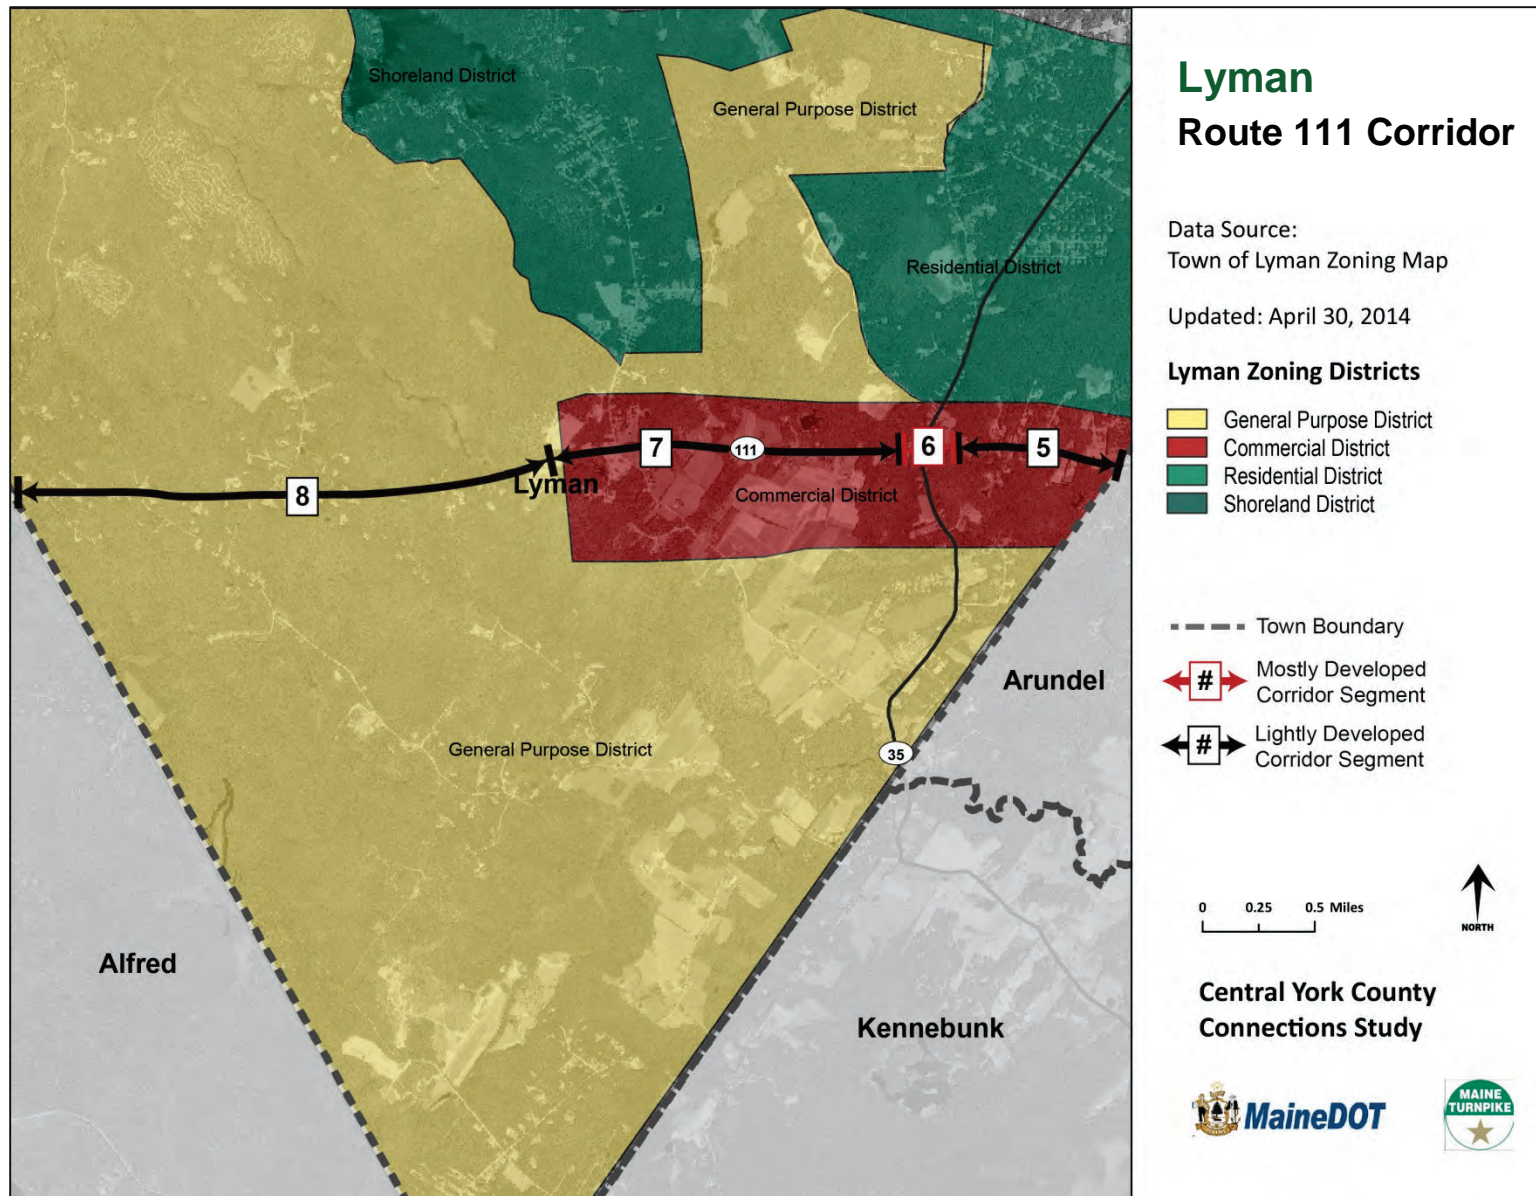 Lyman
Route 111 Corridor
Data Source:
Town of Lyman Zoning Map
Updated: April 30, 2014
Lyman Zoning Districts
General Purpose District
Commercial District
Residential District
Shoreland District
Town Boundary
# Mostly Developed
Corridor Segment
# Lightly Developed
Corridor Segment
0 0.25 0.5 Miles
NORTH
Central York County
Connections Study
MaineDOT
MAINE
TURNPIKE
Shoreland District
General Purpose District
Residential District
7
111
6
5
8
Lyman
Commercial District
Arundel
General Purpose District
35
Alfred
Kennebunk